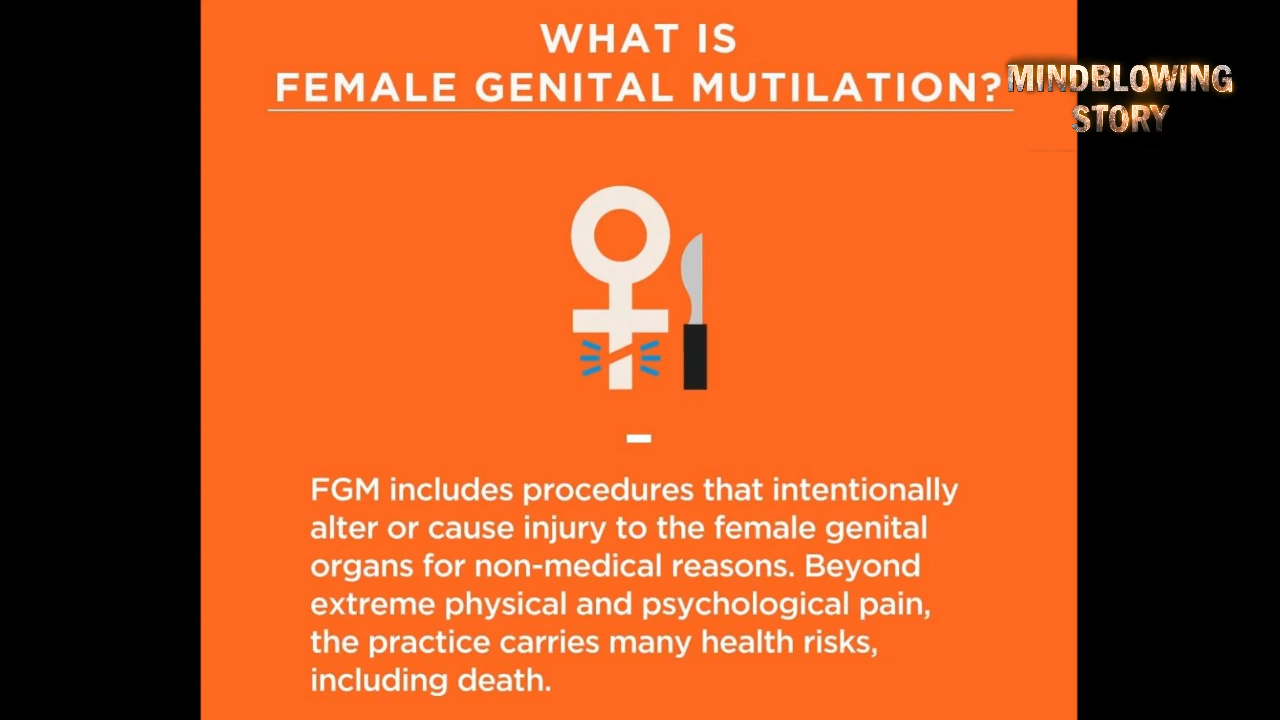 WHAT IS
FEMALE GENITAL MUTILATION?
MINDBLOWING
STORY
FGM includes procedures that intentionally
alter or cause injury to the female genital
organs for non-medical reasons. Beyond
extreme physical and psychological pain,
the practice carries many health risks,
including death.